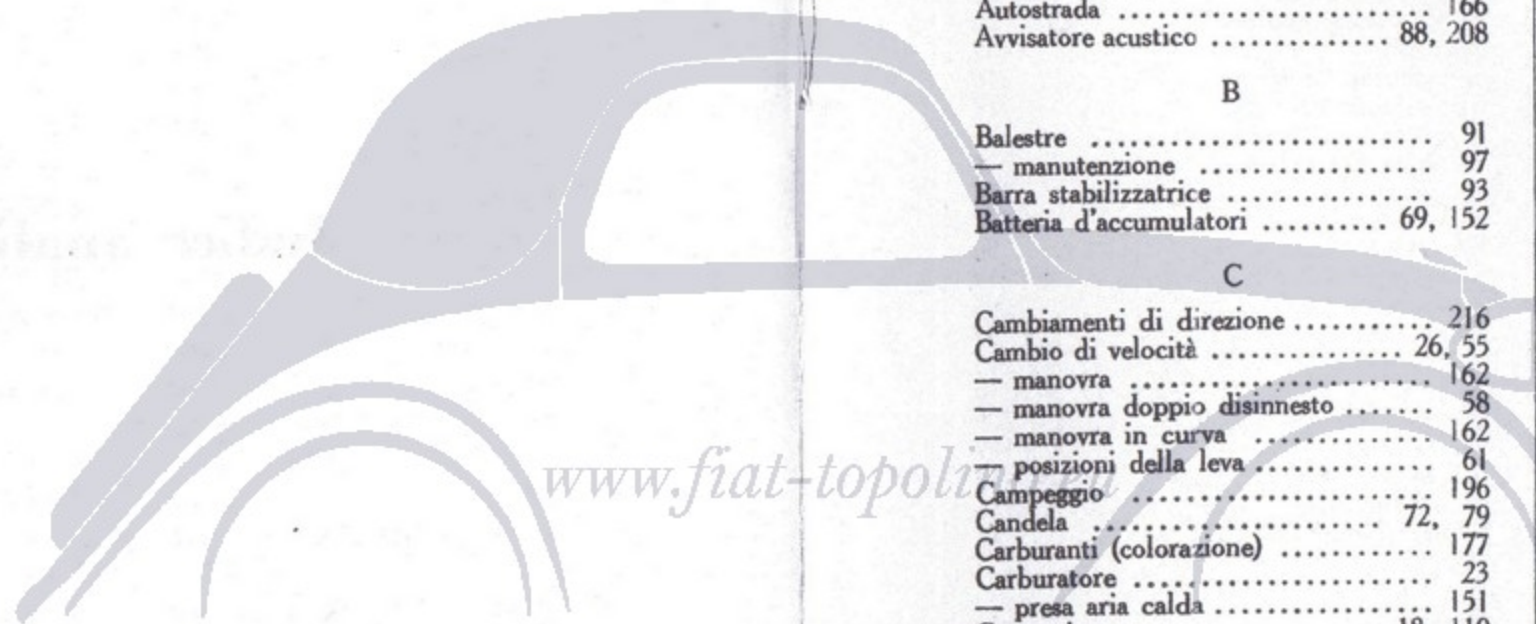 Autostrada .......................... 166
Avvisatore acustico .............. 88, 208
B
Balestre .............................. 91
— manutenzione .................. 97
Barra stabilizzatrice ................ 93
Batteria d'accumulatori .......... 69, 152
C
Cambiamenti di direzione .......... 216
Cambio di velocità ................ 26, 55
— manovra ........................ 162
— manovra doppio disinnesto ....... 58
— manovra in curva .............. 162
— posizioni della leva .............. 61
Campeggio ........................ 196
Candela ........................ 72, 79
Carburanti (colorazione) .......... 177
Carburatore ........................ 23
— presa aria calda ................ 151
www.fiat-topolino.eu